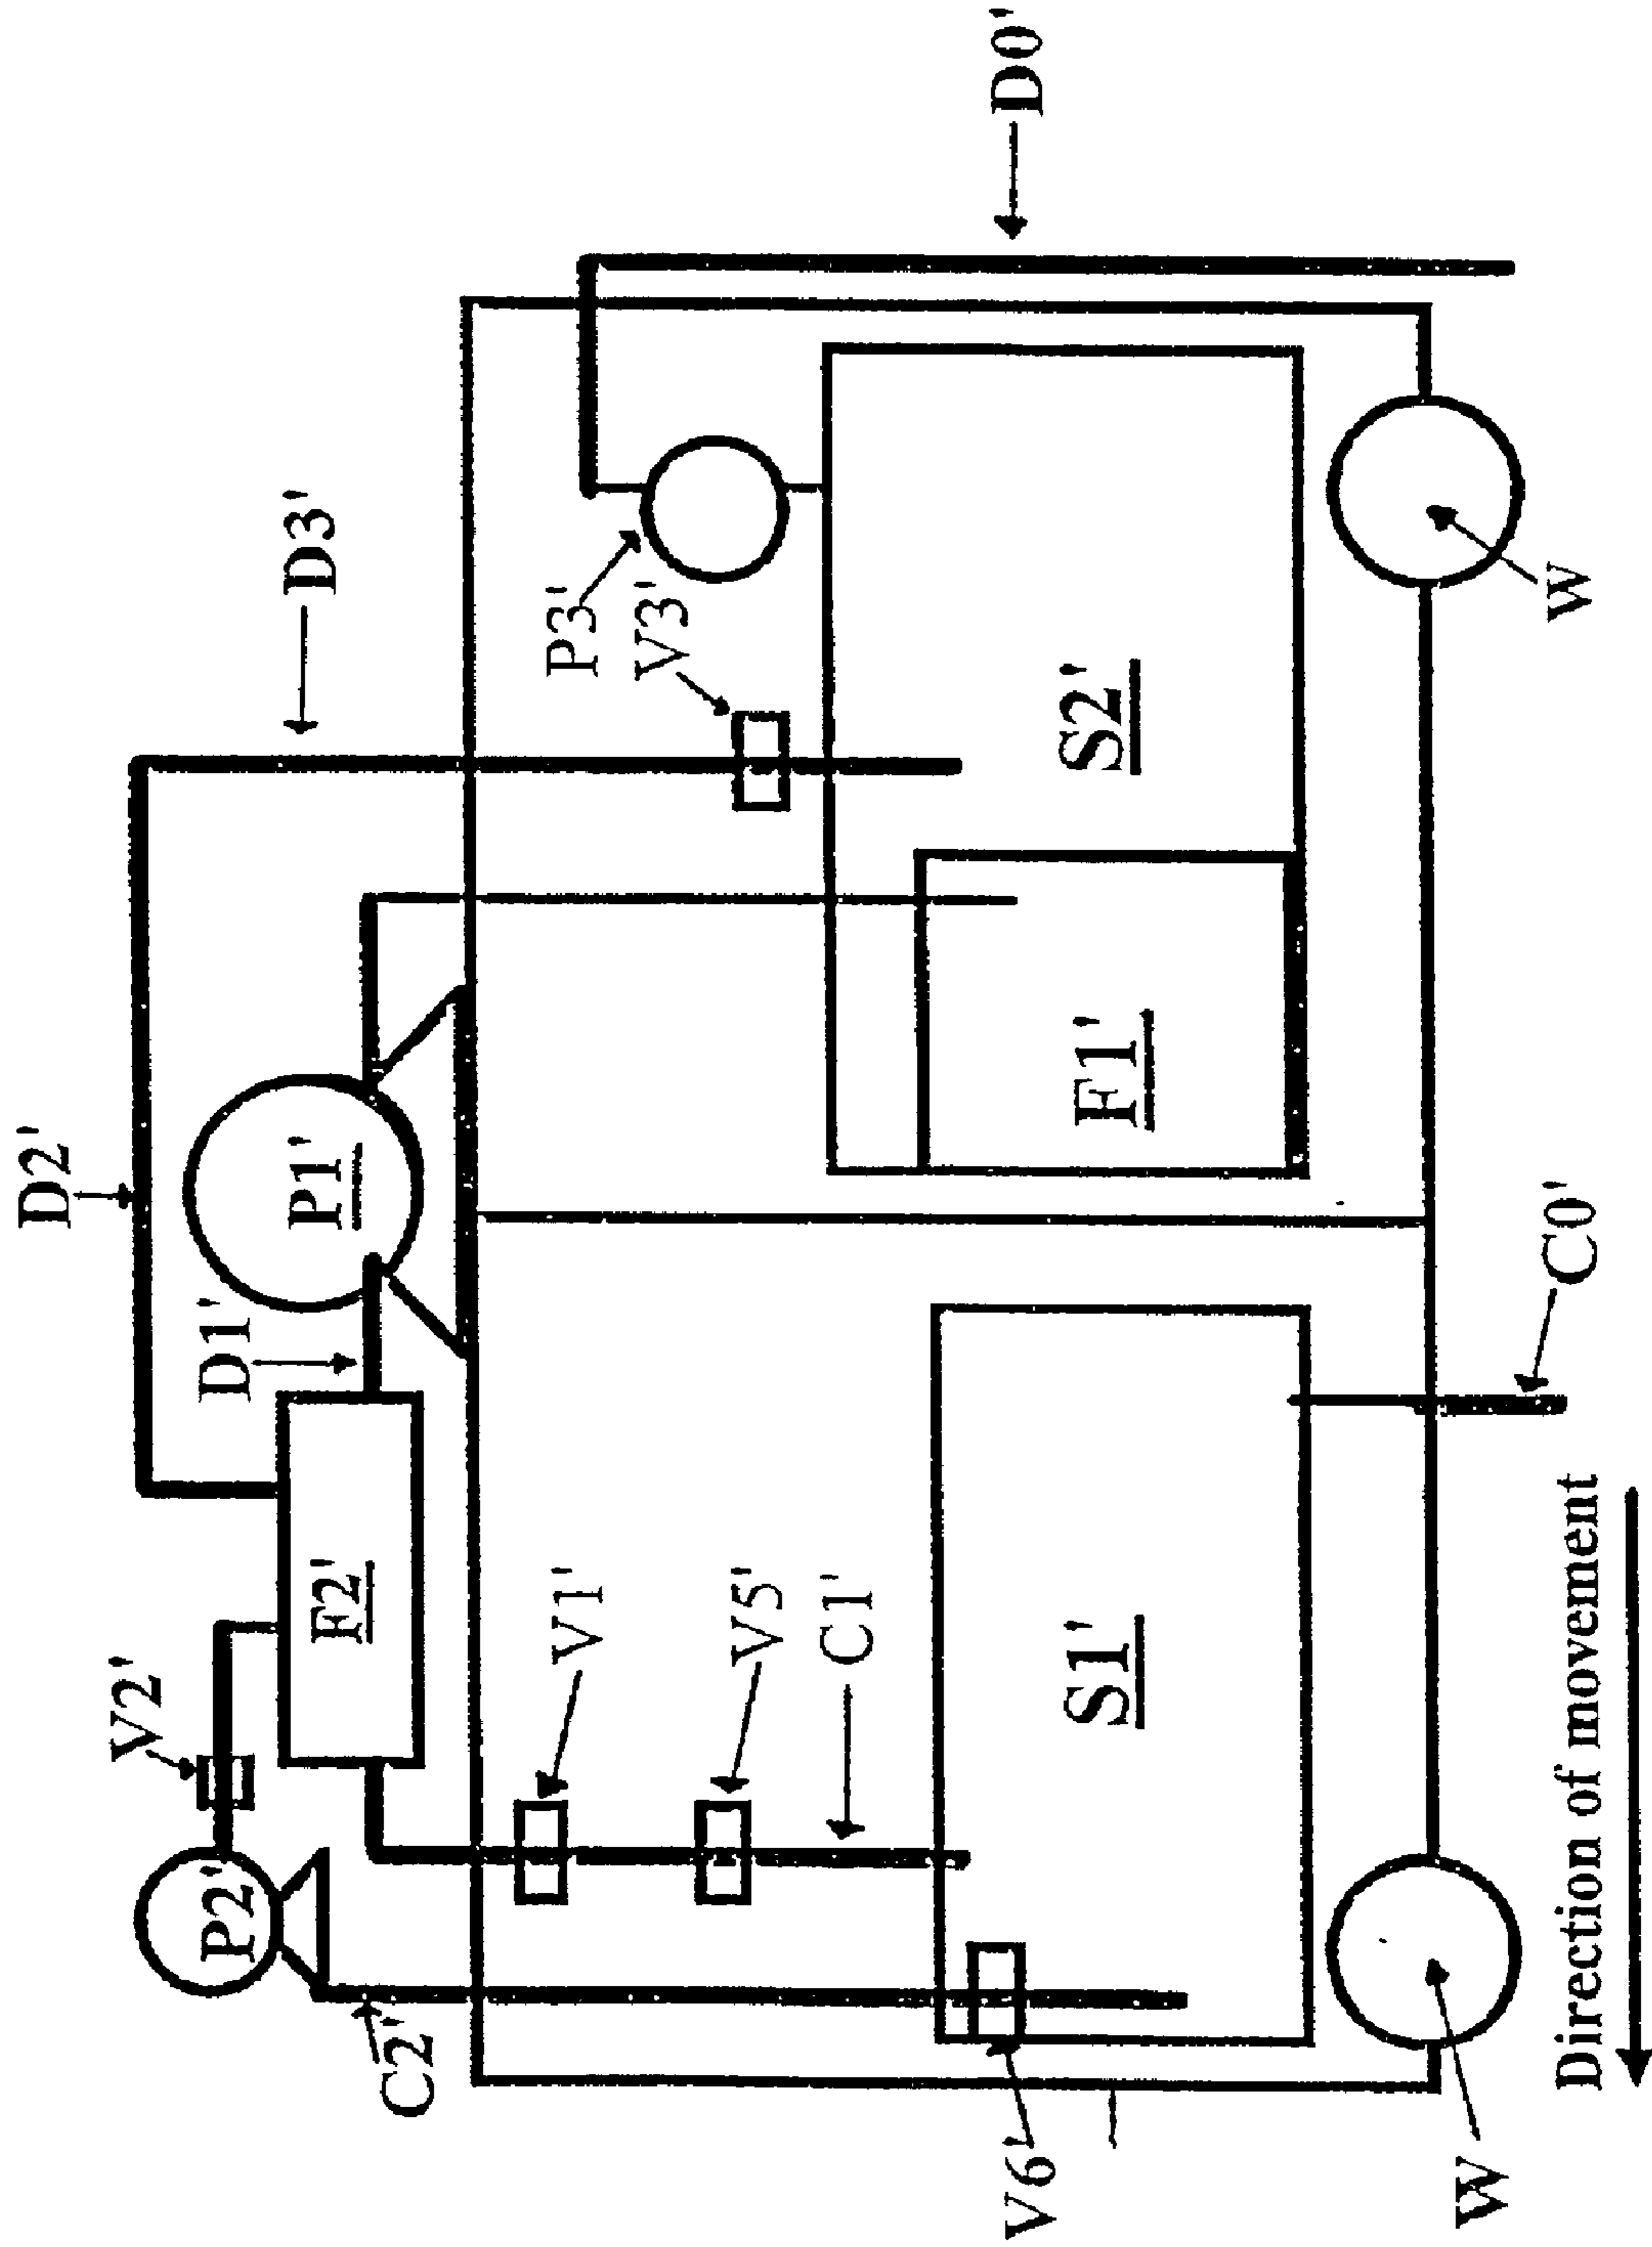 V6'
W
C2'
P2'
V2'
F2'
V1'
V5'
C1'
S1'
Direction of movement
C0'
D1'
P1'
D2'
F1'
S2'
D3'
P3'
V3'
W
D0'